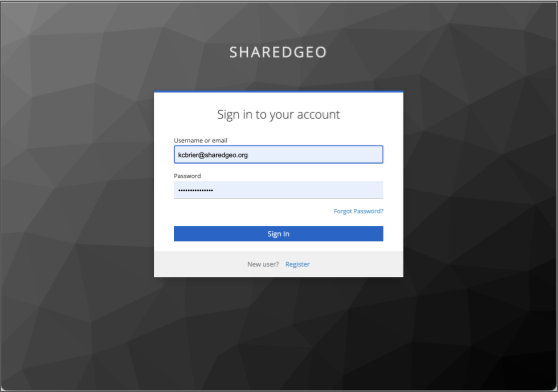 SHAREDGEO
Sign in to your account
Username or email
kcbrier@sharedgeo.org
Password
•••••••••••••••
Forgot Password?
Sign In
New user? Register